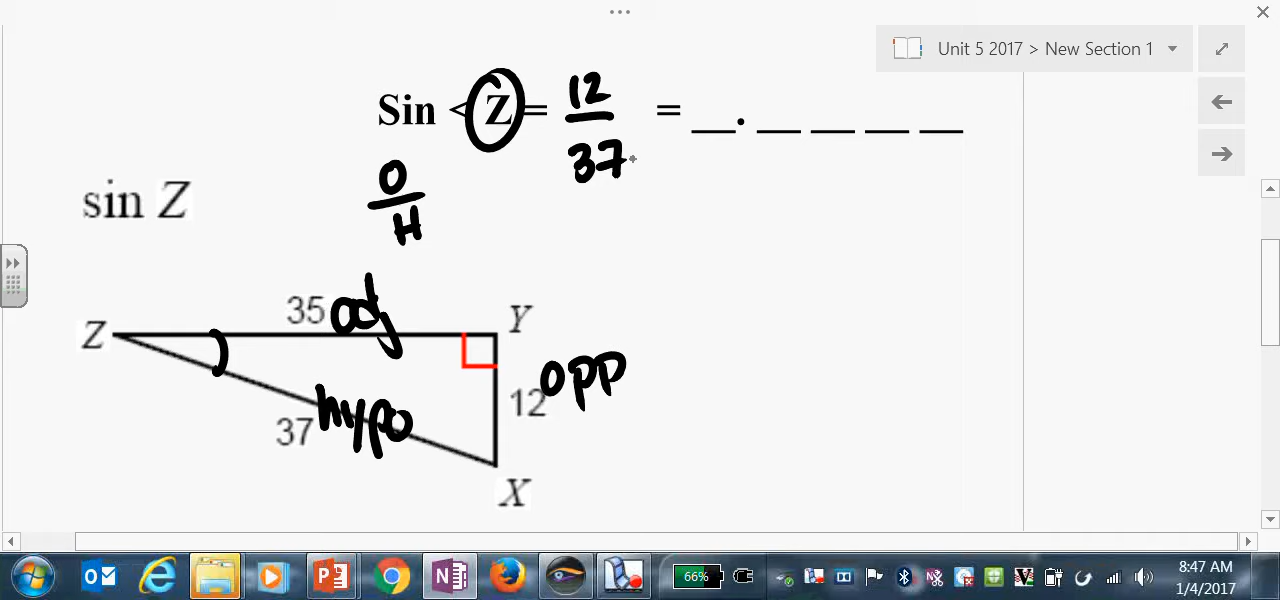 Unit 5 2017 > New Section 1
Sin < Z = 12/37 = __.__ __ __ __
O/H
sin Z
35 adj
Z
Y
12 opp
37 hypo
X
66%
8:47 AM
1/4/2017